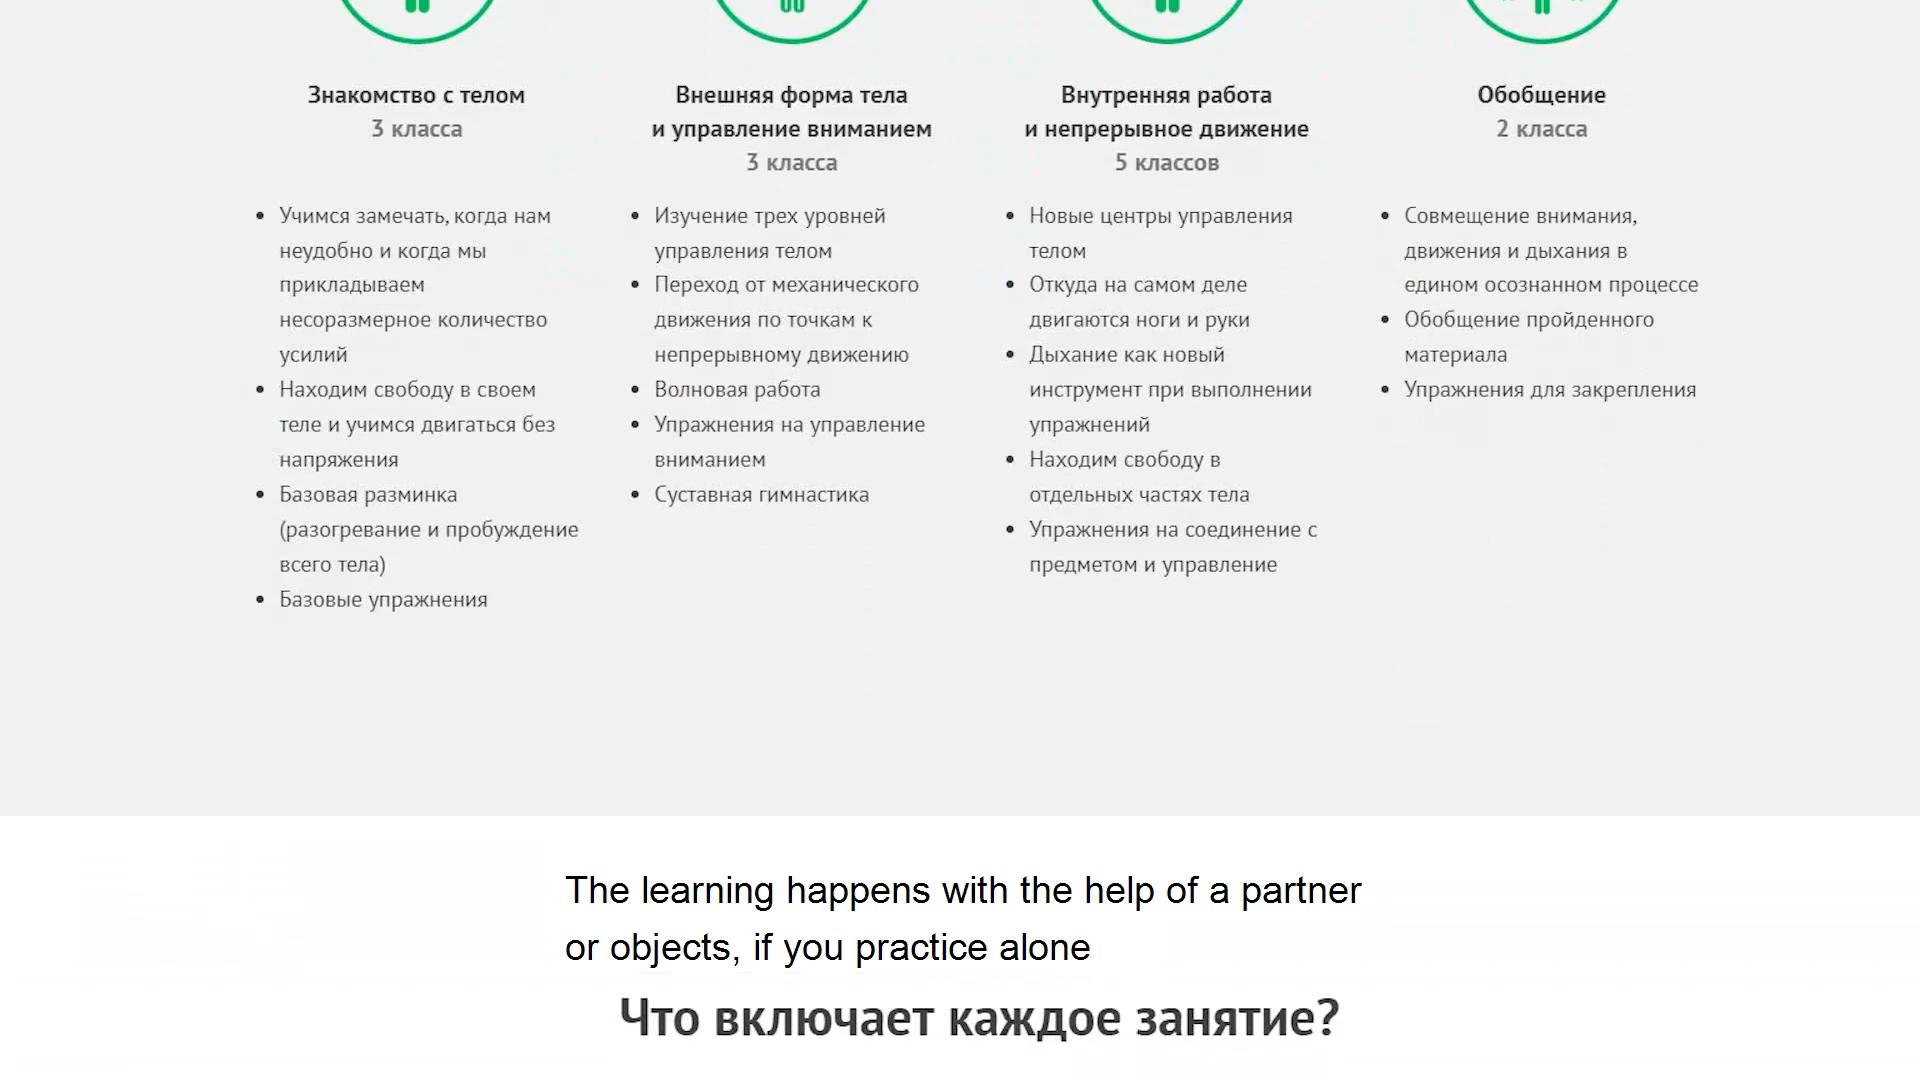 Знакомство с телом
3 класса
Учимся замечать, когда нам
неудобно и когда мы
прикладываем
несоразмерное количество
усилий
Находим свободу в своем
теле и учимся двигаться без
напряжения
Базовая разминка
(разогревание и пробуждение
всего тела)
Базовые упражнения
Внешняя форма тела
и управление вниманием
3 класса
Изучение трех уровней
управления телом
Переход от механического
движения по точкам к
непрерывному движению
Волновая работа
Упражнения на управление
вниманием
Суставная гимнастика
Внутренняя работа
и непрерывное движение
5 классов
Новые центры управления
телом
Откуда на самом деле
двигаются ноги и руки
Дыхание как новый
инструмент при выполнении
упражнений
Находим свободу в
отдельных частях тела
Упражнения на соединение с
предметом и управление
Обобщение
2 класса
Совмещение внимания,
движения и дыхания в
едином осознанном процессе
Обобщение пройденного
материала
Упражнения для закрепления
The learning happens with the help of a partner
or objects, if you practice alone
Что включает каждое занятие?